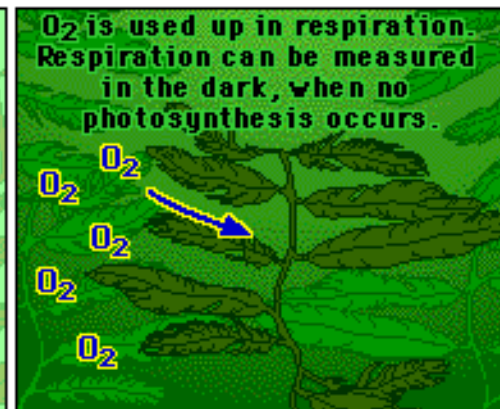 O2 is used up in respiration.
Respiration can be measured
in the dark, when no
photosynthesis occurs.
O2
O2
O2
O2
O2